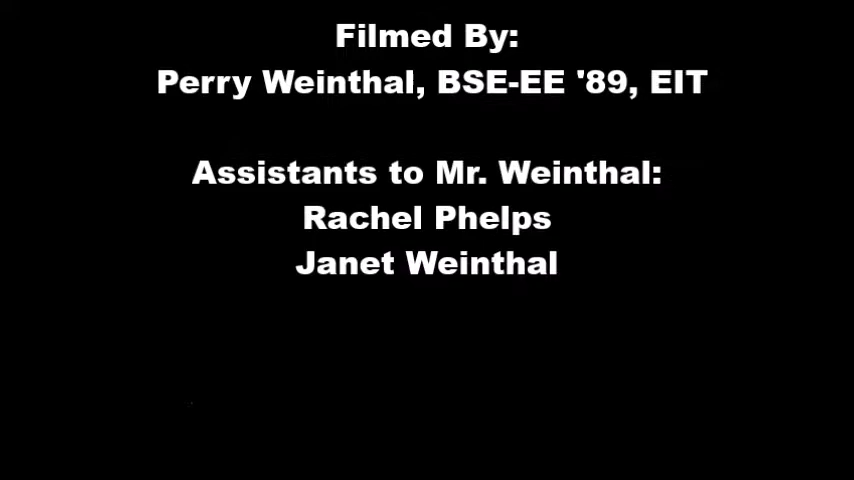 Filmed By:
Perry Weinthal, BSE-EE '89, EIT
Assistants to Mr. Weinthal:
Rachel Phelps
Janet Weinthal